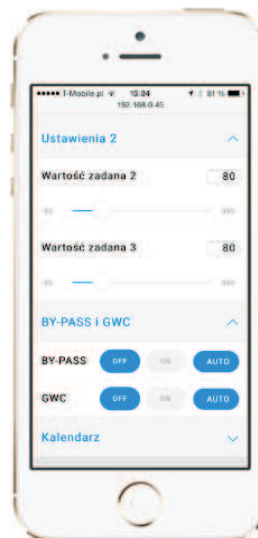 T-Mobile.pl 13:34 81 %
192.168.0.45
Ustawienia 2
Wartość zadana 2 80
Wartość zadana 3 80
BY-PASS i GWC
BY-PASS OFF ON AUTO
GWC OFF ON AUTO
Kalendarz